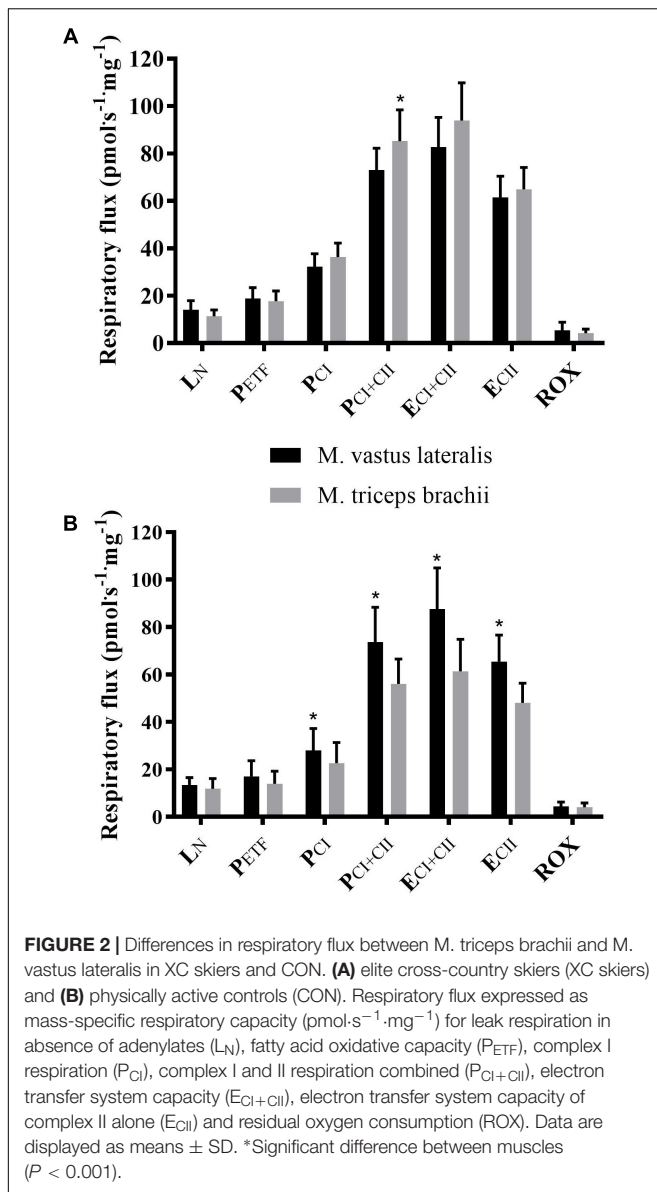 A
Respiratory flux (pmol·s⁻¹·mg⁻¹)
120
100
80
60
40
20
0
*
LN
PETF
PCI
PCI+CII
ECI+CII
ECII
ROX
M. vastus lateralis
M. triceps brachii
B
Respiratory flux (pmol·s⁻¹·mg⁻¹)
120
100
80
60
40
20
0
*
*
*
*
LN
PETF
PCI
PCI+CII
ECI+CII
ECII
ROX
FIGURE 2 | Differences in respiratory flux between M. triceps brachii and M.
vastus lateralis in XC skiers and CON. (A) elite cross-country skiers (XC skiers)
and (B) physically active controls (CON). Respiratory flux expressed as
mass-specific respiratory capacity (pmol·s−1·mg−1) for leak respiration in
absence of adenylates (LN), fatty acid oxidative capacity (PETF), complex I
respiration (PCI), complex I and II respiration combined (PCI+CII), electron
transfer system capacity (ECI+CII), electron transfer system capacity of
complex II alone (ECII) and residual oxygen consumption (ROX). Data are
displayed as means ± SD. *Significant difference between muscles
(P < 0.001).